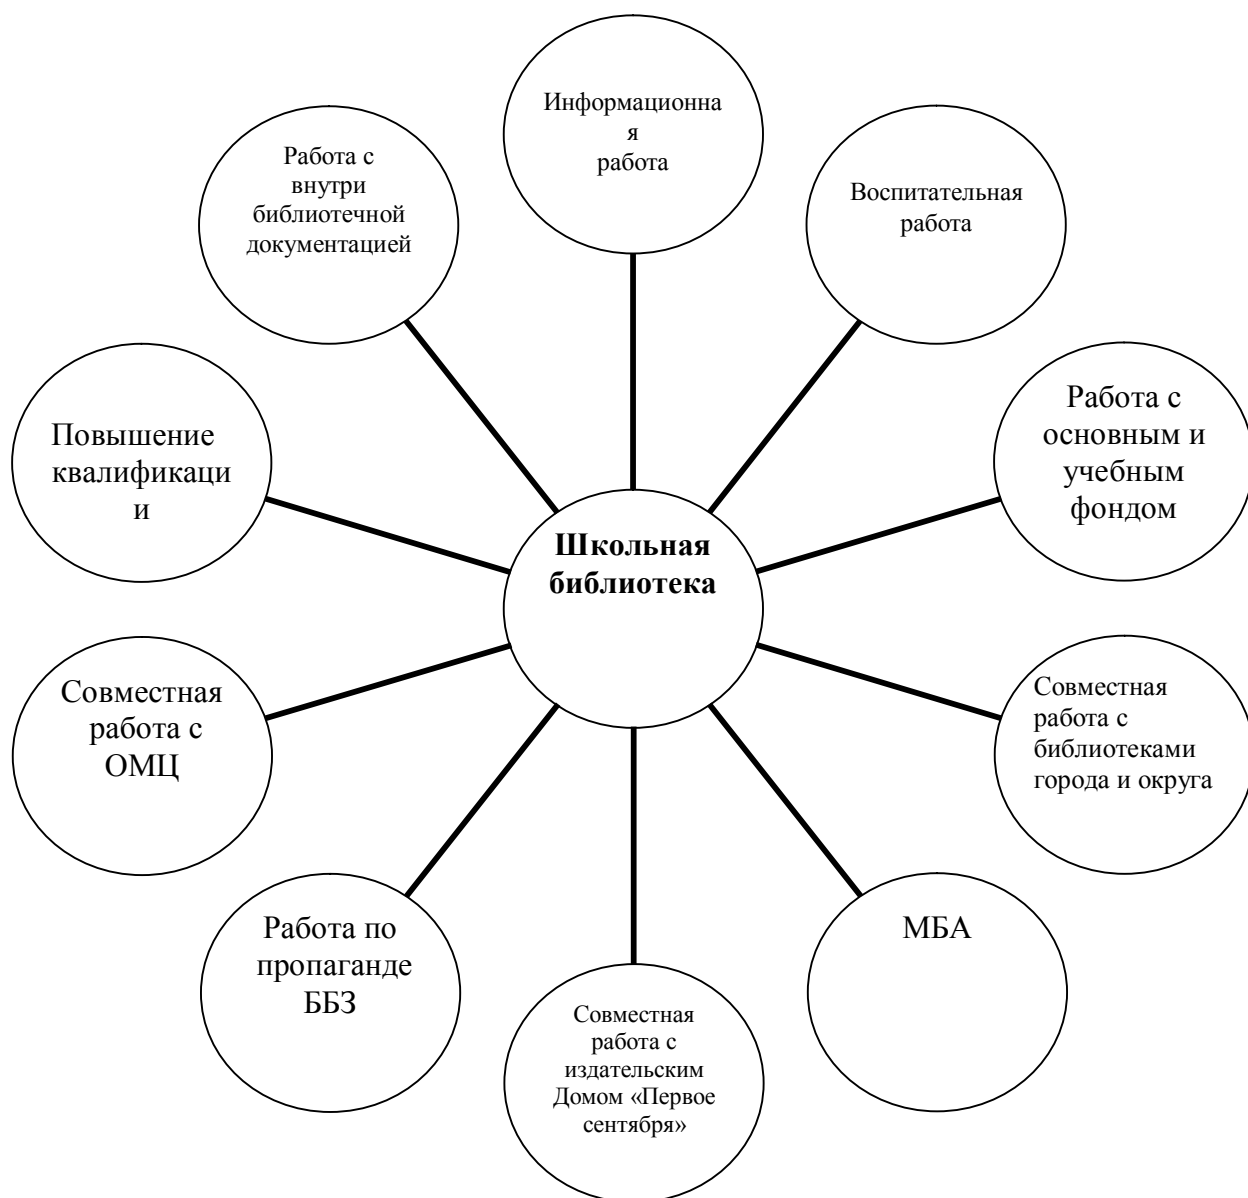 Информационна
я
работа
Работа с
внутри
библиотечной
документацией
Воспитательная
работа
Повышение
квалификаци
и
Работа с
основным и
учебным
фондом
Школьная
библиотека
Совместная
работа с
ОМЦ
Совместная
работа с
библиотеками
города и округа
Работа по
пропаганде
ББЗ
МБА
Совместная
работа с
издательским
Домом «Первое
сентября»